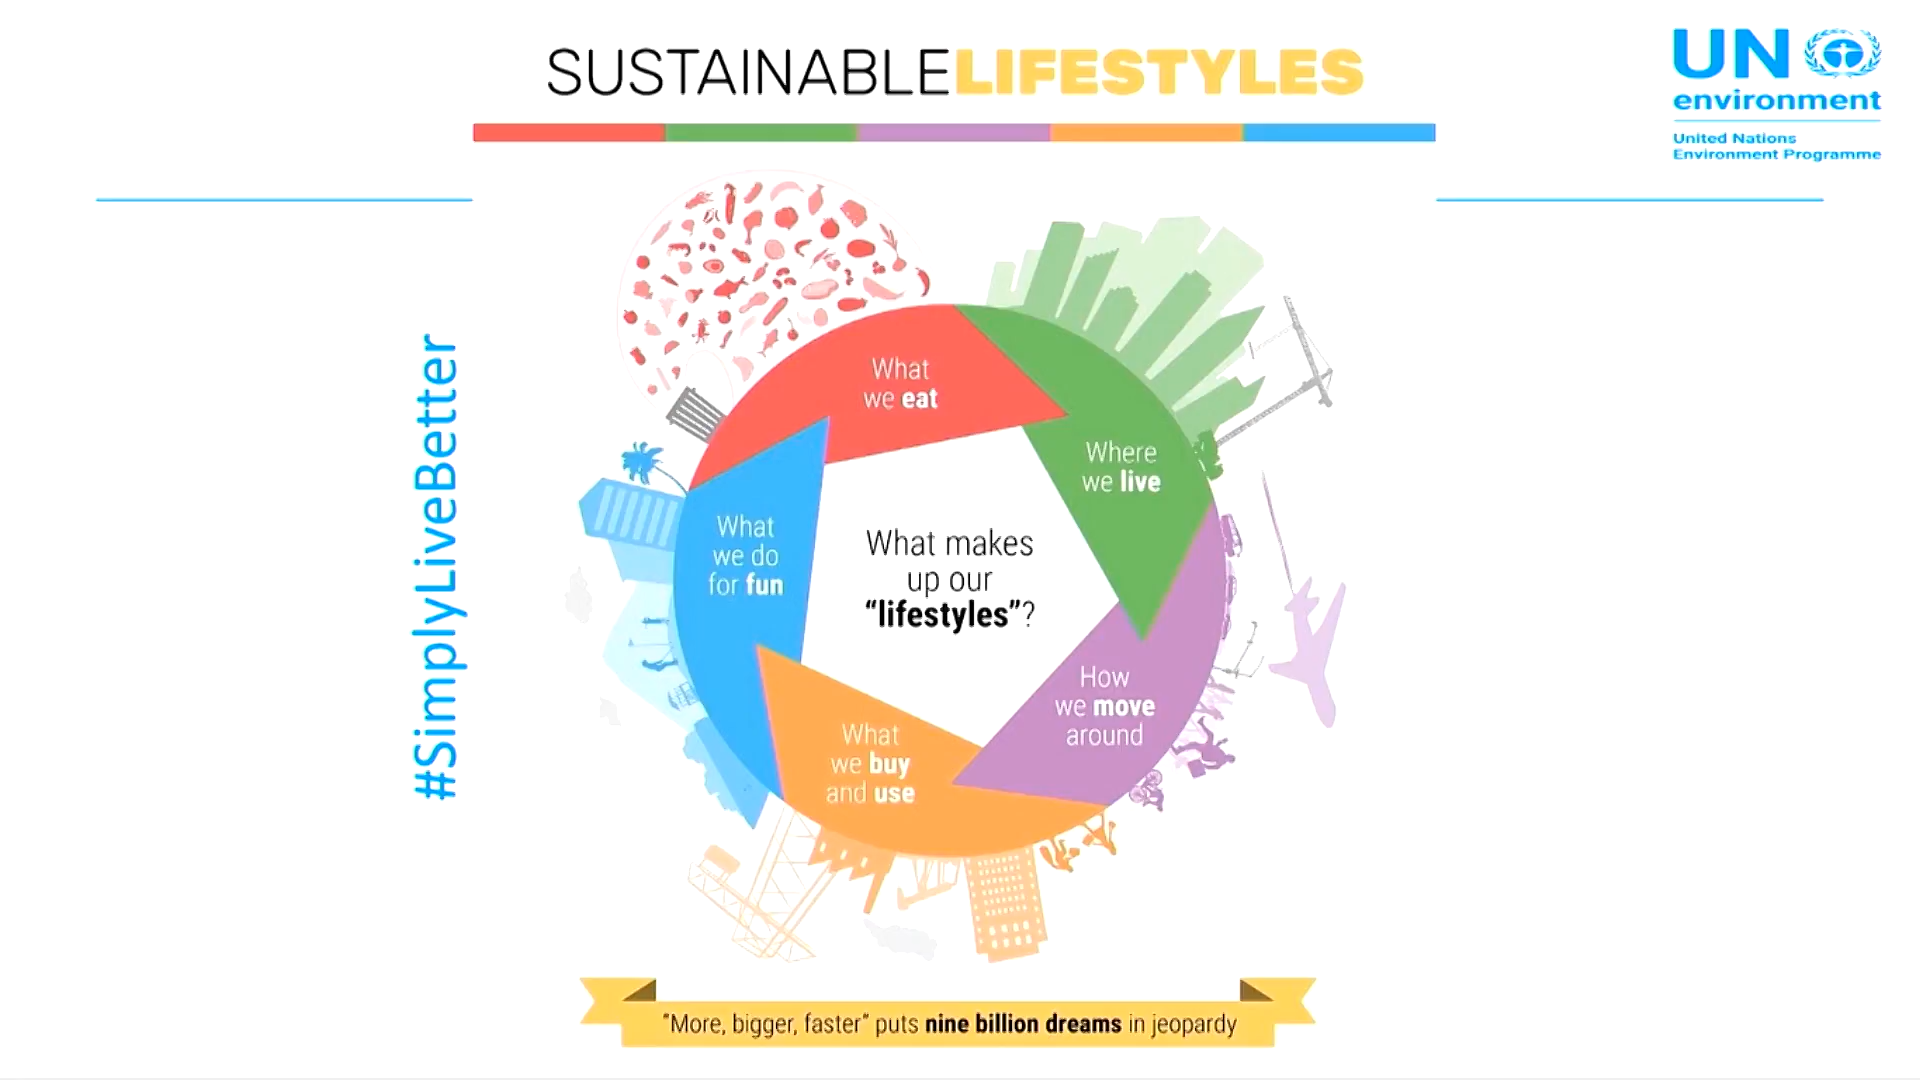 SUSTAINABLELIFESTYLES
UN
environment
United Nations
Environment Programme
#SimplyLiveBetter
What
we eat
Where
we live
How
we move
around
What
we buy
and use
What
we do
for fun
What makes
up our
“lifestyles”?
"More, bigger, faster" puts nine billion dreams in jeopardy